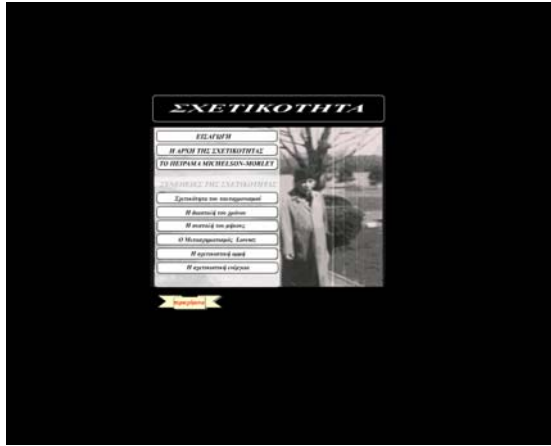 ΣΧΕΤΙΚΟΤΗΤΑ
ΕΙΣΑΓΩΓΗ
Η ΑΡΧΗ ΤΗΣ ΣΧΕΤΙΚΟΤΗΤΑΣ
ΤΟ ΠΕΙΡΑΜΑ MICHELSON-MORLEY
ΣΥΝΕΠΕΙΕΣ ΤΗΣ ΣΧΕΤΙΚΟΤΗΤΑΣ
Σχετικότητα του ταυτοχρονισμού
Η διαστολή του χρόνου
Η συστολή του μήκους
Ο Μετασχηματισμός Lorentz
Η σχετικιστική ορμή
Η σχετικιστική ενέργεια
περιεχόμενα